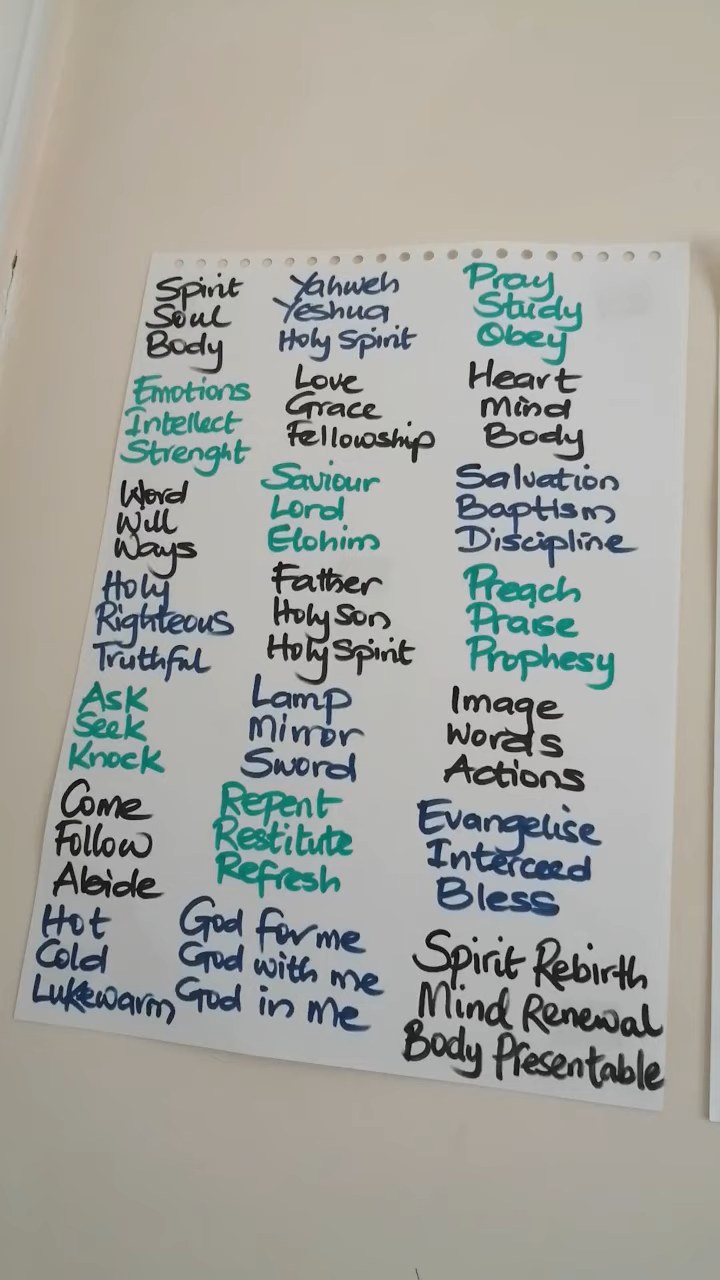 Spirit
Soul
Body
Emotions
Intellect
Strenght
Word
Will
Ways
Holy
Righteous
Truthful
Ask
Seek
Knock
Come
Follow
Abide
Hot
Cold
Lukewarm
Yahweh
Yeshua
Holy Spirit
Love
Grace
Fellowship
Saviour
Lord
Elohim
Father
Holy Son
Holy Spirit
Lamp
Mirror
Sword
Repent
Restitute
Refresh
God for me
God with me
God in me
Pray
Study
Obey
Heart
Mind
Body
Salvation
Baptism
Discipline
Preach
Praise
Prophesy
Image
Words
Actions
Evangelise
Interceed
Bless
Spirit Rebirth
Mind Renewal
Body Presentable